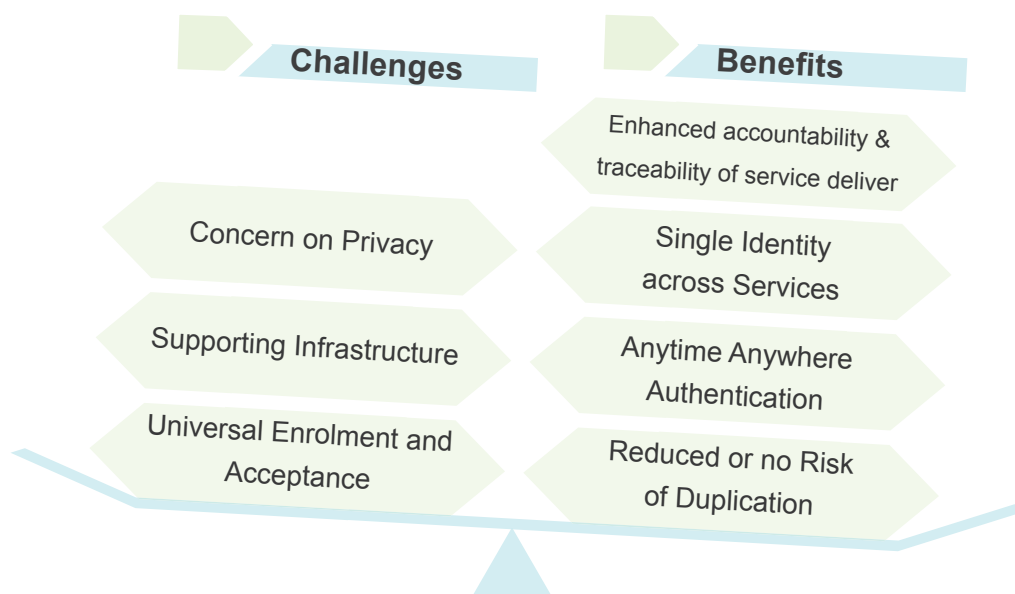 Challenges
Concern on Privacy
Supporting Infrastructure
Universal Enrolment and
Acceptance
Benefits
Enhanced accountability &
traceability of service deliver
Single Identity
across Services
Anytime Anywhere
Authentication
Reduced or no Risk
of Duplication